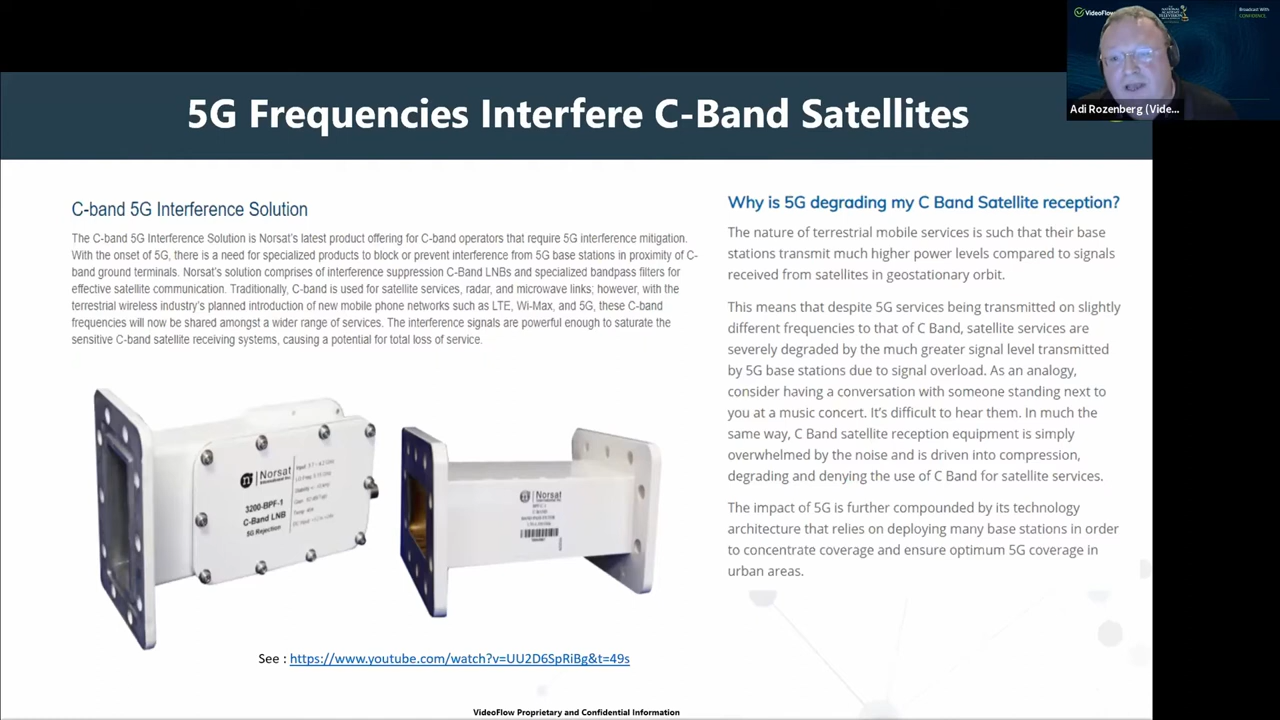 VideoFlow
Broadcast With
CONFIDENCE
Adi Rozenberg (Vide...
5G Frequencies Interfere C-Band Satellites
C-band 5G Interference Solution
The C-band 5G Interference Solution is Norsat's latest product offering for C-band operators that require 5G interference mitigation.
With the onset of 5G, there is a need for specialized products to block or prevent interference from 5G base stations in proximity of C-
band ground terminals. Norsat's solution comprises of interference suppression C-Band LNBs and specialized bandpass filters for
effective satellite communication. Traditionally, C-band is used for satellite services, radar, and microwave links; however, with the
terrestrial wireless industry's planned introduction of new mobile phone networks such as LTE, Wi-Max, and 5G, these C-band
frequencies will now be shared amongst a wider range of services. The interference signals are powerful enough to saturate the
sensitive C-band satellite receiving systems, causing a potential for total loss of service.
Norsat
3200-BPF-1
C-Band LNB
5G Rejection
Norsat
See : https://www.youtube.com/watch?v=UU2D6SpRiBg&t=49s
Why is 5G degrading my C Band Satellite reception?
The nature of terrestrial mobile services is such that their base
stations transmit much higher power levels compared to signals
received from satellites in geostationary orbit.
This means that despite 5G services being transmitted on slightly
different frequencies to that of C Band, satellite services are
severely degraded by the much greater signal level transmitted
by 5G base stations due to signal overload. As an analogy,
consider having a conversation with someone standing next to
you at a music concert. It's difficult to hear them. In much the
same way, C Band satellite reception equipment is simply
overwhelmed by the noise and is driven into compression,
degrading and denying the use of C Band for satellite services.
The impact of 5G is further compounded by its technology
architecture that relies on deploying many base stations in order
to concentrate coverage and ensure optimum 5G coverage in
urban areas.
VideoFlow Proprietary and Confidential Information